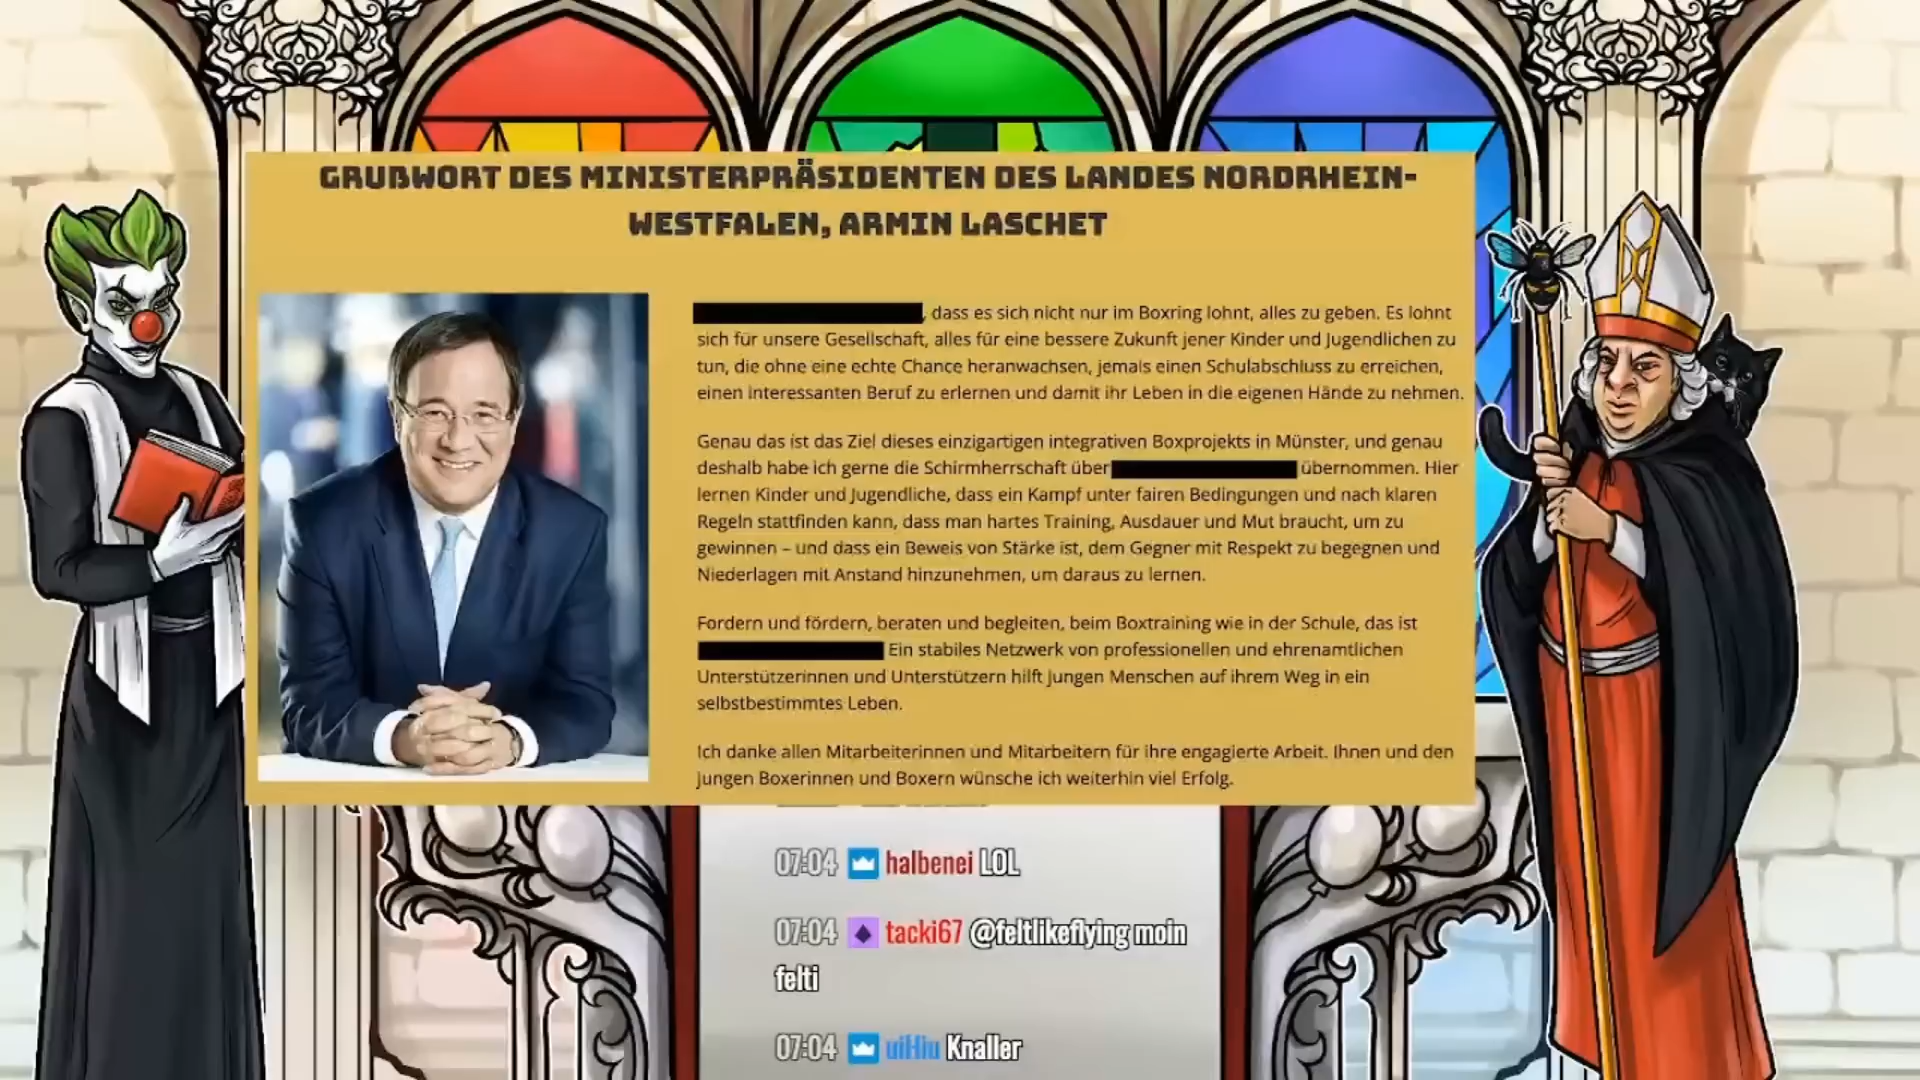 GRUßWORT DES MINISTERPRÄSIDENTEN DES LANDES NORDRHEIN-
WESTFALEN, ARMIN LASCHET
, dass es sich nicht nur im Boxring lohnt, alles zu geben. Es lohnt
sich für unsere Gesellschaft, alles für eine bessere Zukunft jener Kinder und Jugendlichen zu
tun, die ohne eine echte Chance heranwachsen, jemals einen Schulabschluss zu erreichen,
einen interessanten Beruf zu erlernen und damit ihr Leben in die eigenen Hände zu nehmen.
Genau das ist das Ziel dieses einzigartigen integrativen Boxprojekts in Münster, und genau
deshalb habe ich gerne die Schirmherrschaft über übernommen. Hier
lernen Kinder und Jugendliche, dass ein Kampf unter fairen Bedingungen und nach klaren
Regeln stattfinden kann, dass man hartes Training, Ausdauer und Mut braucht, um zu
gewinnen – und dass ein Beweis von Stärke ist, dem Gegner mit Respekt zu begegnen und
Niederlagen mit Anstand hinzunehmen, um daraus zu lernen.
Fordern und fördern, beraten und begleiten, beim Boxtraining wie in der Schule, das ist
Ein stabiles Netzwerk von professionellen und ehrenamtlichen
Unterstützerinnen und Unterstützern hilft jungen Menschen auf ihrem Weg in ein
selbstbestimmtes Leben.
Ich danke allen Mitarbeiterinnen und Mitarbeitern für ihre engagierte Arbeit. Ihnen und den
jungen Boxerinnen und Boxern wünsche ich weiterhin viel Erfolg.
07:04 halbenei LOL
07:04 tacki67 @feltlikeflying moin
felti
07:04 uiHiu Knaller